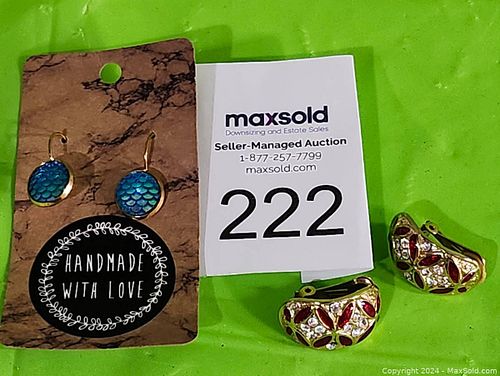 HANDMADE
WITH LOVE
maxsold
Downsizing and Estate Sales
Seller-Managed Auction
1-877-257-7799
maxsold.com
222
Copyright 2024 - MaxSold.com